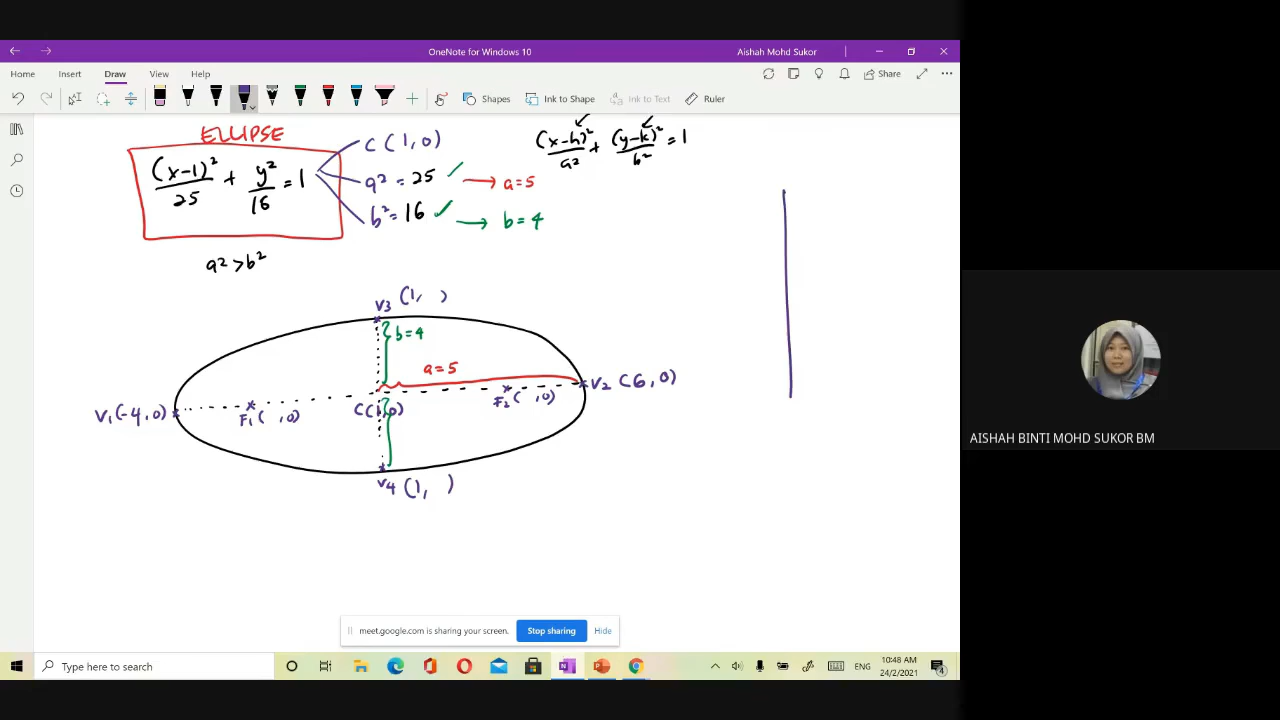 OneNote for Windows 10
Aishah Mohd Sukor
Home Insert Draw View Help
Share
Shapes Ink to Shape Ink to Text Ruler
ELLIPSE
(x-1)²/25 + y²/16 = 1
C (1,0)
a² = 25 ✓ → a=5
b² = 16 ✓ → b=4
(x-h)²/a² + (y-k)²/b² = 1
a² > b²
V3 (1, )
b=4
a=5
V1 (-4,0)
F1 ( ,0)
C(1,0)
F2 ( ,0)
V2 (6,0)
V4 (1, )
AISHAH BINTI MOHD SUKOR BM
meet.google.com is sharing your screen. Stop sharing Hide
Type here to search
ENG
10:48 AM
24/2/2021
4